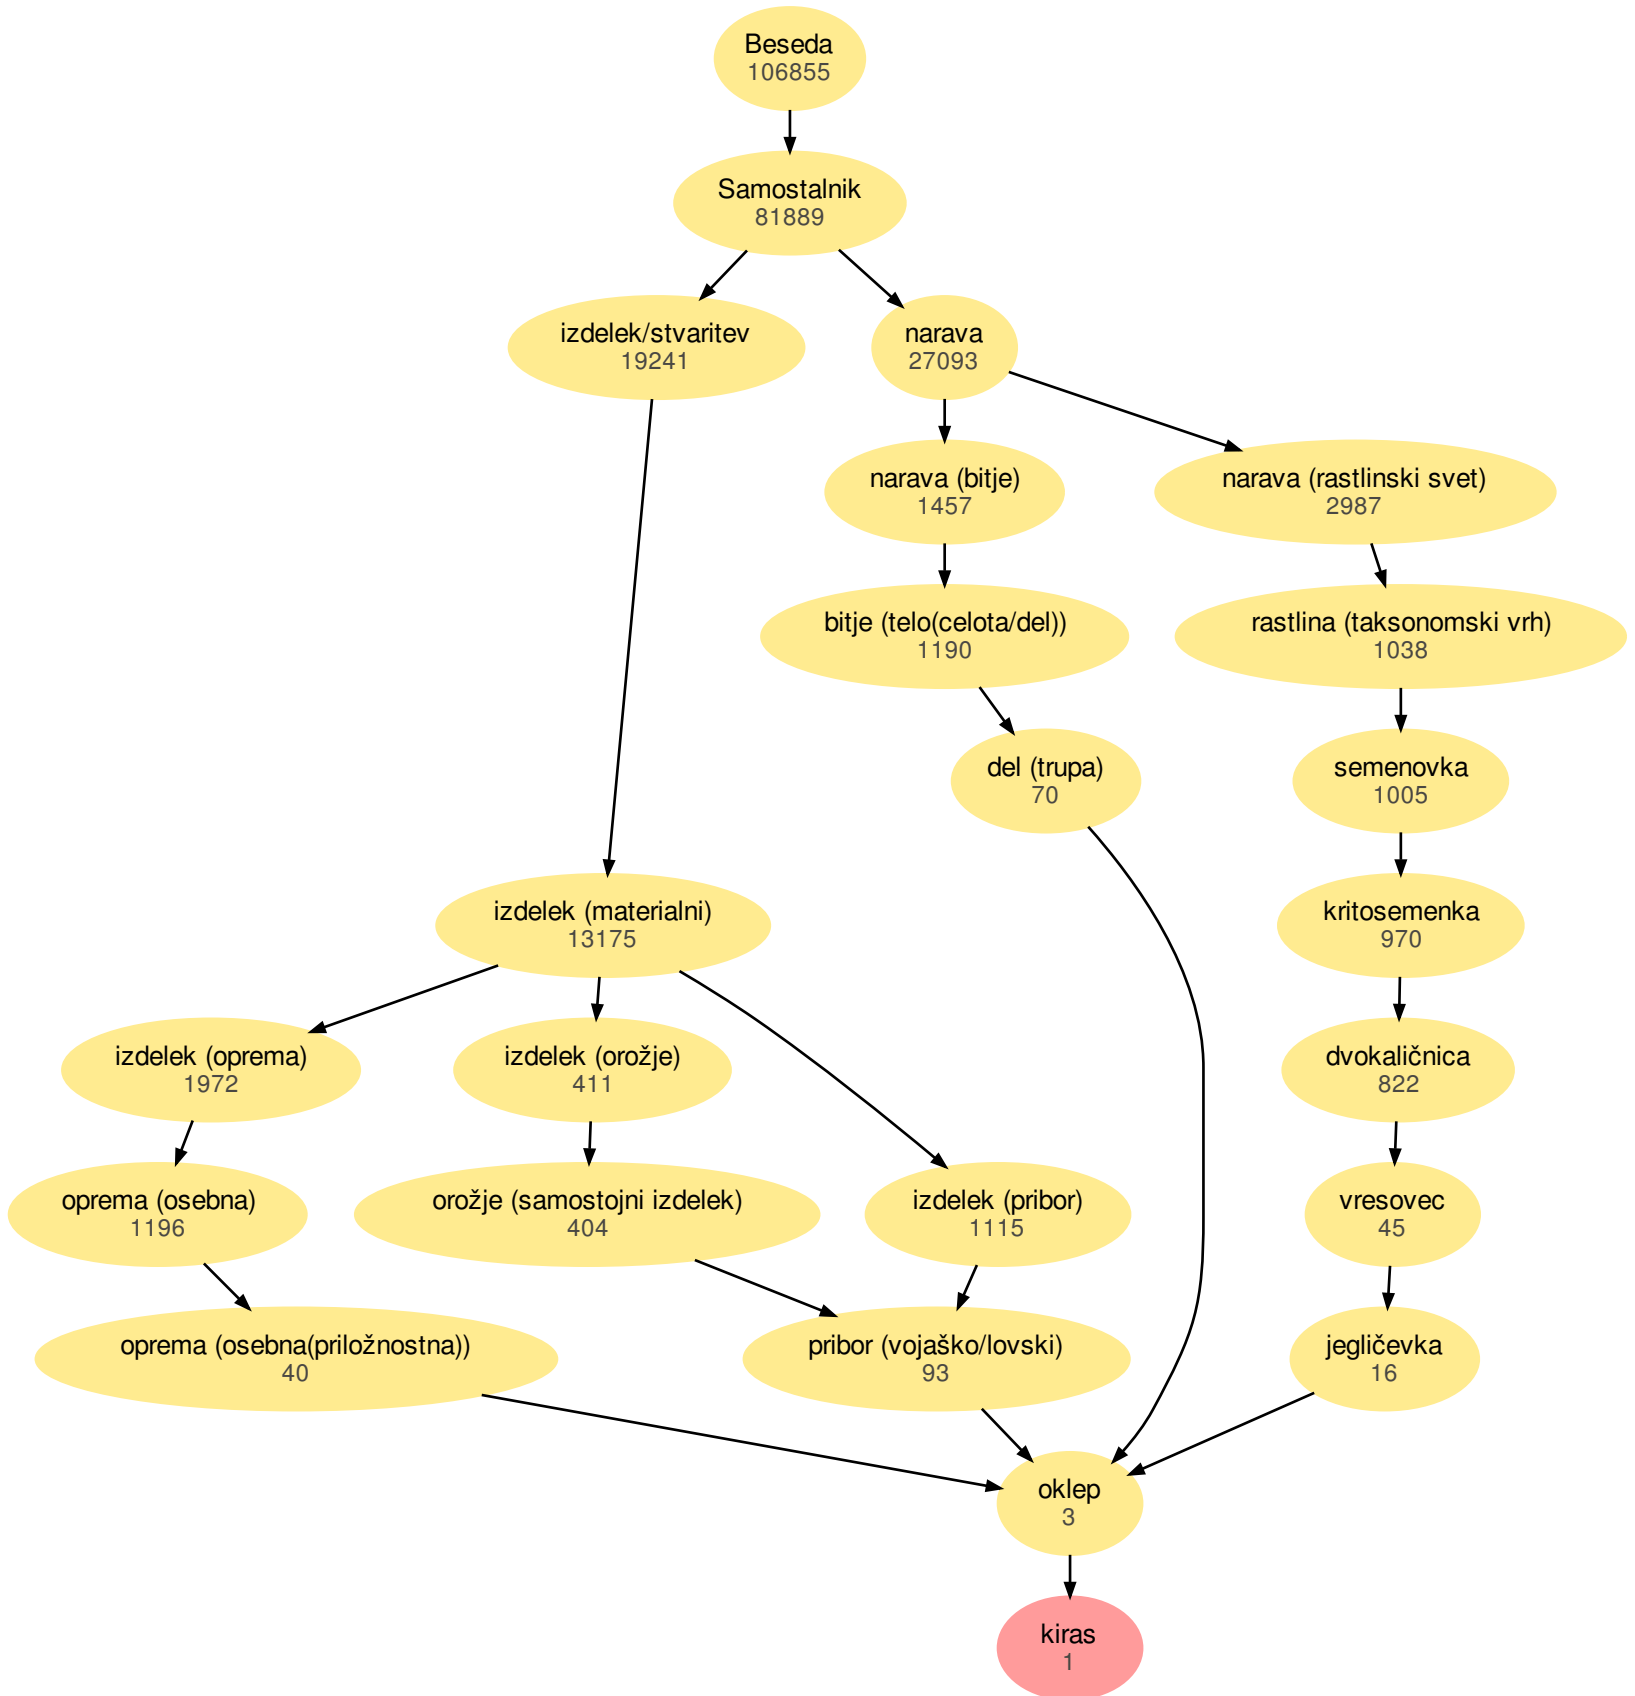 Beseda
106855
Samostalnik
81889
izdelek/stvaritev
19241
narava
27093
narava (bitje)
1457
narava (rastlinski svet)
2987
bitje (telo(celota/del))
1190
rastlina (taksonomski vrh)
1038
del (trupa)
70
semenovka
1005
izdelek (materialni)
13175
kritosemenka
970
izdelek (oprema)
1972
izdelek (orožje)
411
dvokaličnica
822
oprema (osebna)
1196
orožje (samostojni izdelek)
404
izdelek (pribor)
1115
vresovec
45
oprema (osebna(priložnostna))
40
pribor (vojaško/lovski)
93
jegličevka
16
oklep
3
kiras
1